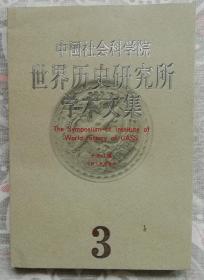 中国社会科学院
世界历史研究所
学术文集
The Symposium of Institute of
World History of CASS
3